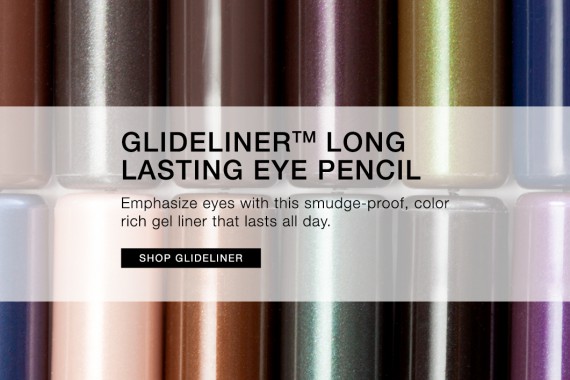 GLIDELINER™ LONG
LASTING EYE PENCIL
Emphasize eyes with this smudge-proof, color
rich gel liner that lasts all day.
SHOP GLIDELINER